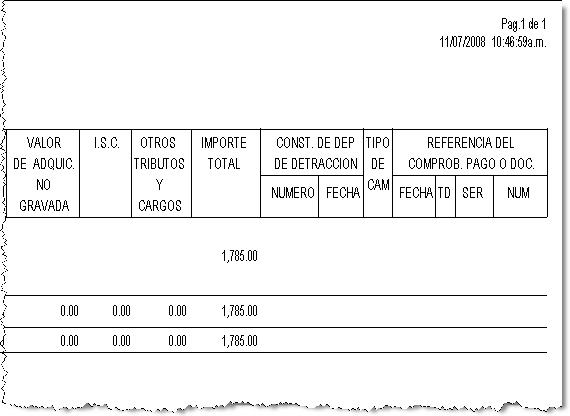 Pag.1 de 1
11/07/2008 10:46:59a.m.
VALOR DE ADQUIC. NO GRAVADA
I.S.C.
OTROS TRIBUTOS Y CARGOS
IMPORTE TOTAL
CONST. DE DEP DE DETRACCION
NUMERO FECHA
TIPO DE CAM
REFERENCIA DEL COMPROB. PAGO O DOC.
FECHA TD SER NUM
1,785.00
0.00 0.00 0.00 1,785.00
0.00 0.00 0.00 1,785.00